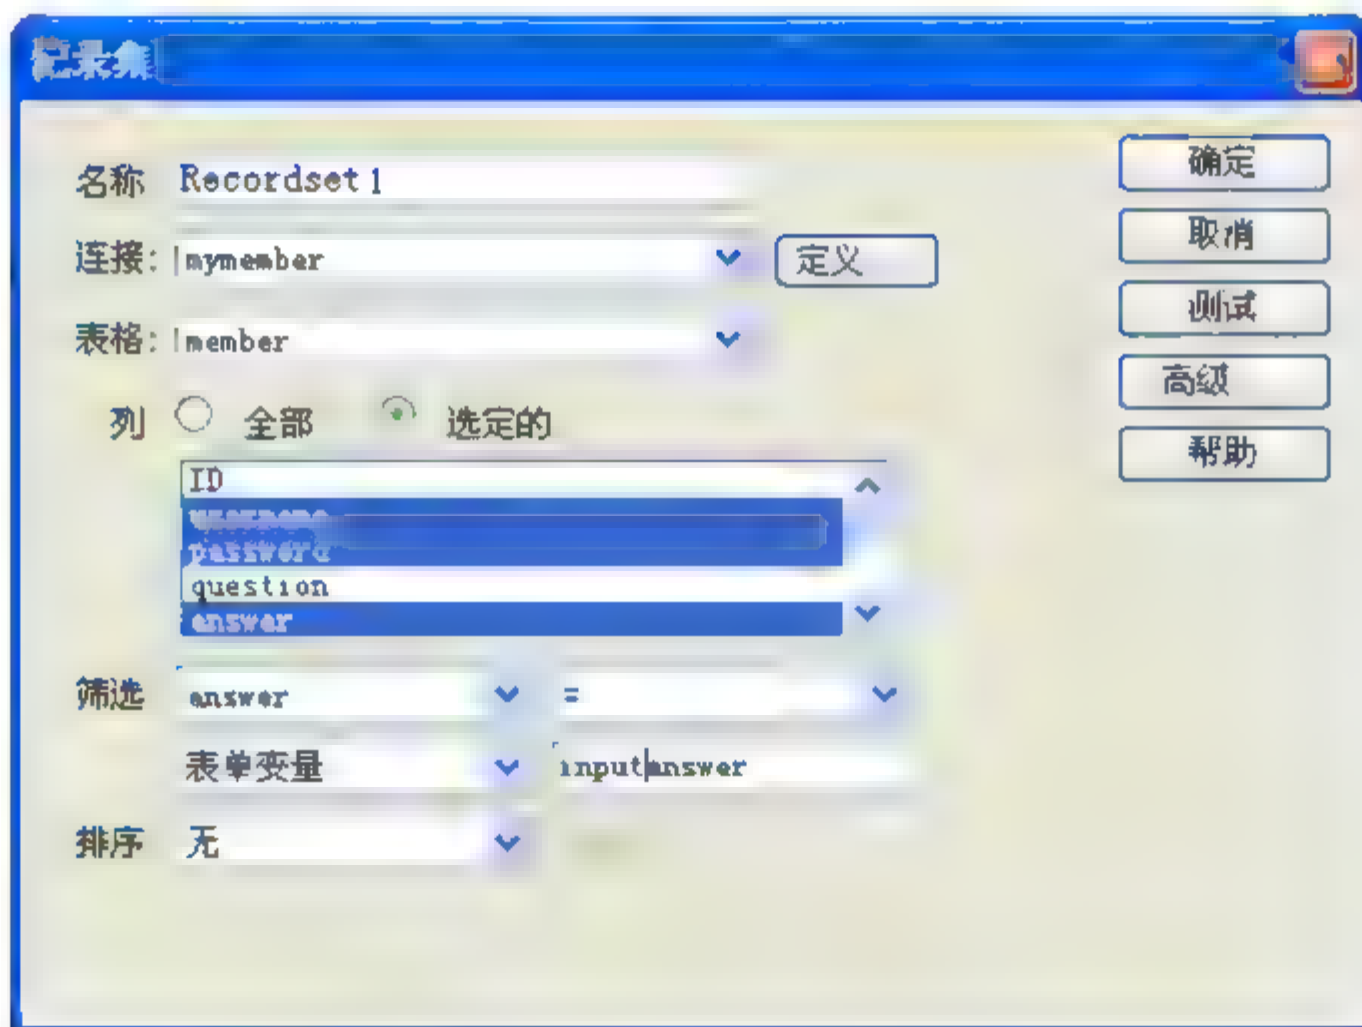 记录集
名称 Recordset1
确定
连接: mymember 定义
取消
表格: member
测试
列 全部 选定的
高级
ID
帮助
username
password
question
answer
筛选 answer =
表单变量 inputanswer
排序 无